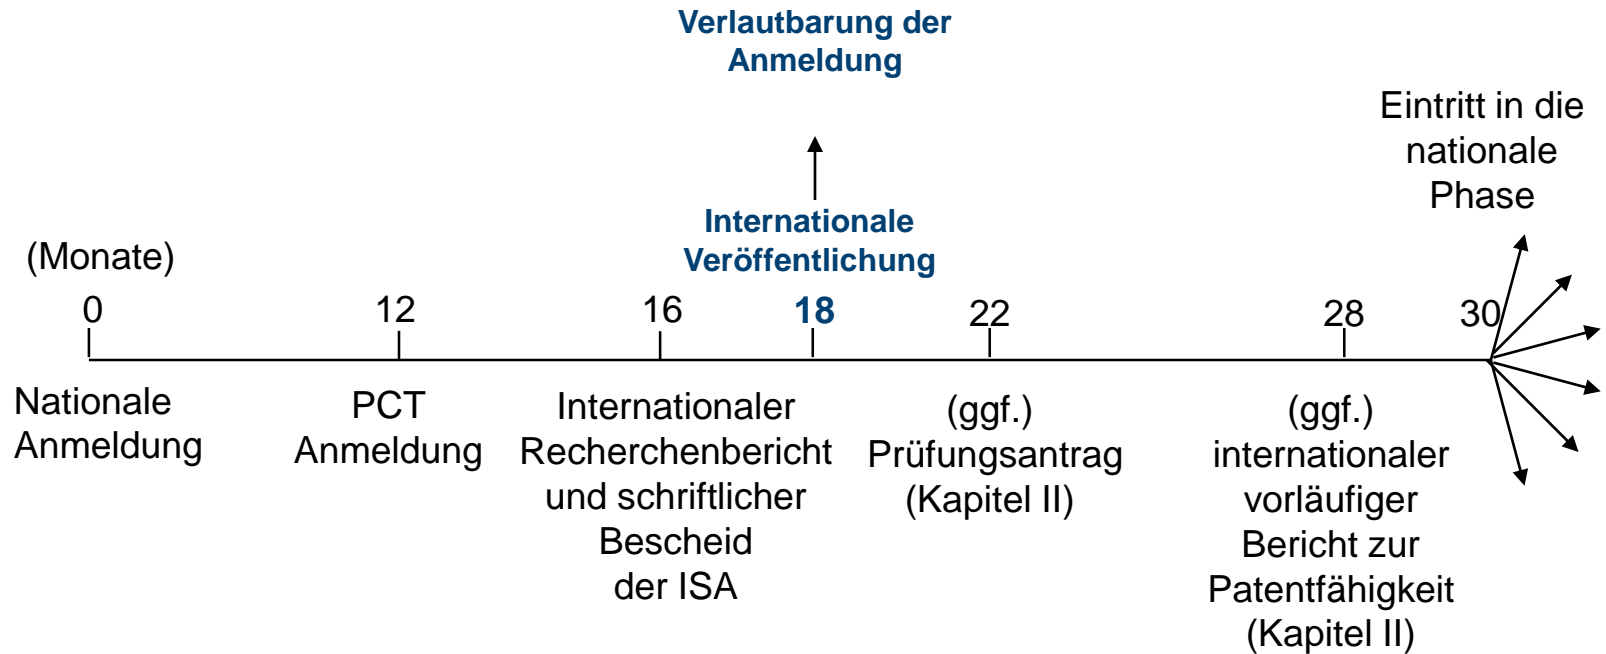 Verlautbarung der
Anmeldung
Eintritt in die
nationale
Phase
Internationale
Veröffentlichung
(Monate)
0
12
16
18
22
28
30
Nationale
Anmeldung
PCT
Anmeldung
Internationaler
Recherchenbericht
und schriftlicher
Bescheid
der ISA
(ggf.)
Prüfungsantrag
(Kapitel II)
(ggf.)
internationaler
vorläufiger
Bericht zur
Patentfähigkeit
(Kapitel II)